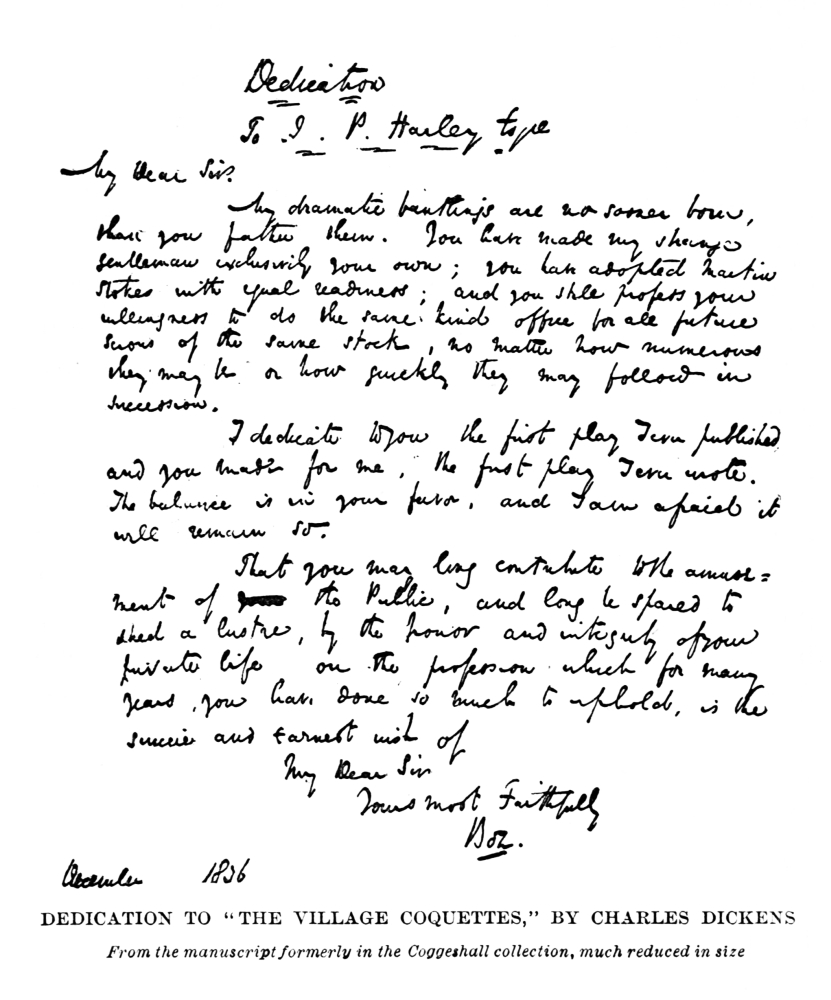 Dedication
To J. P. Harley Esqre
My Dear Sir.
My dramatic bantlings are no sooner born,
than you father them. You have made my Strange
Gentleman exclusively your own; you have adopted Martin
Stokes with equal readiness; and you still profess your
willingness to do the same kind office for all future
scions of the same stock, no matter how numerous
they may be or how quickly they may follow in
succession.
I dedicate to you the first play I ever published
and you made for me, the first play I ever wrote.
The balance is in your favor, and I am afraid it
will remain so.
That you may long contribute to the amuse=
ment of the Public, and long be spared to
shed a lustre, by the honor and integrity of your
private life on the profession which for many
years, you have done so much to uphold, is the
sincere and earnest wish of
My Dear Sir
Yours most Faithfully
Boz.
December 1836
DEDICATION TO "THE VILLAGE COQUETTES," BY CHARLES DICKENS
From the manuscript formerly in the Coggeshall collection, much reduced in size